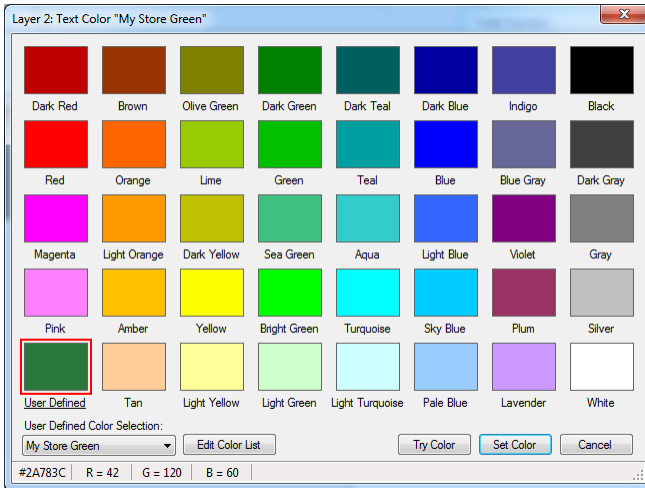 Layer 2: Text Color "My Store Green"
Dark Red Brown Olive Green Dark Green Dark Teal Dark Blue Indigo Black
Red Orange Lime Green Teal Blue Blue Gray Dark Gray
Magenta Light Orange Dark Yellow Sea Green Aqua Light Blue Violet Gray
Pink Amber Yellow Bright Green Turquoise Sky Blue Plum Silver
User Defined Tan Light Yellow Light Green Light Turquoise Pale Blue Lavender White
User Defined Color Selection:
My Store Green Edit Color List Try Color Set Color Cancel
#2A783C R = 42 G = 120 B = 60